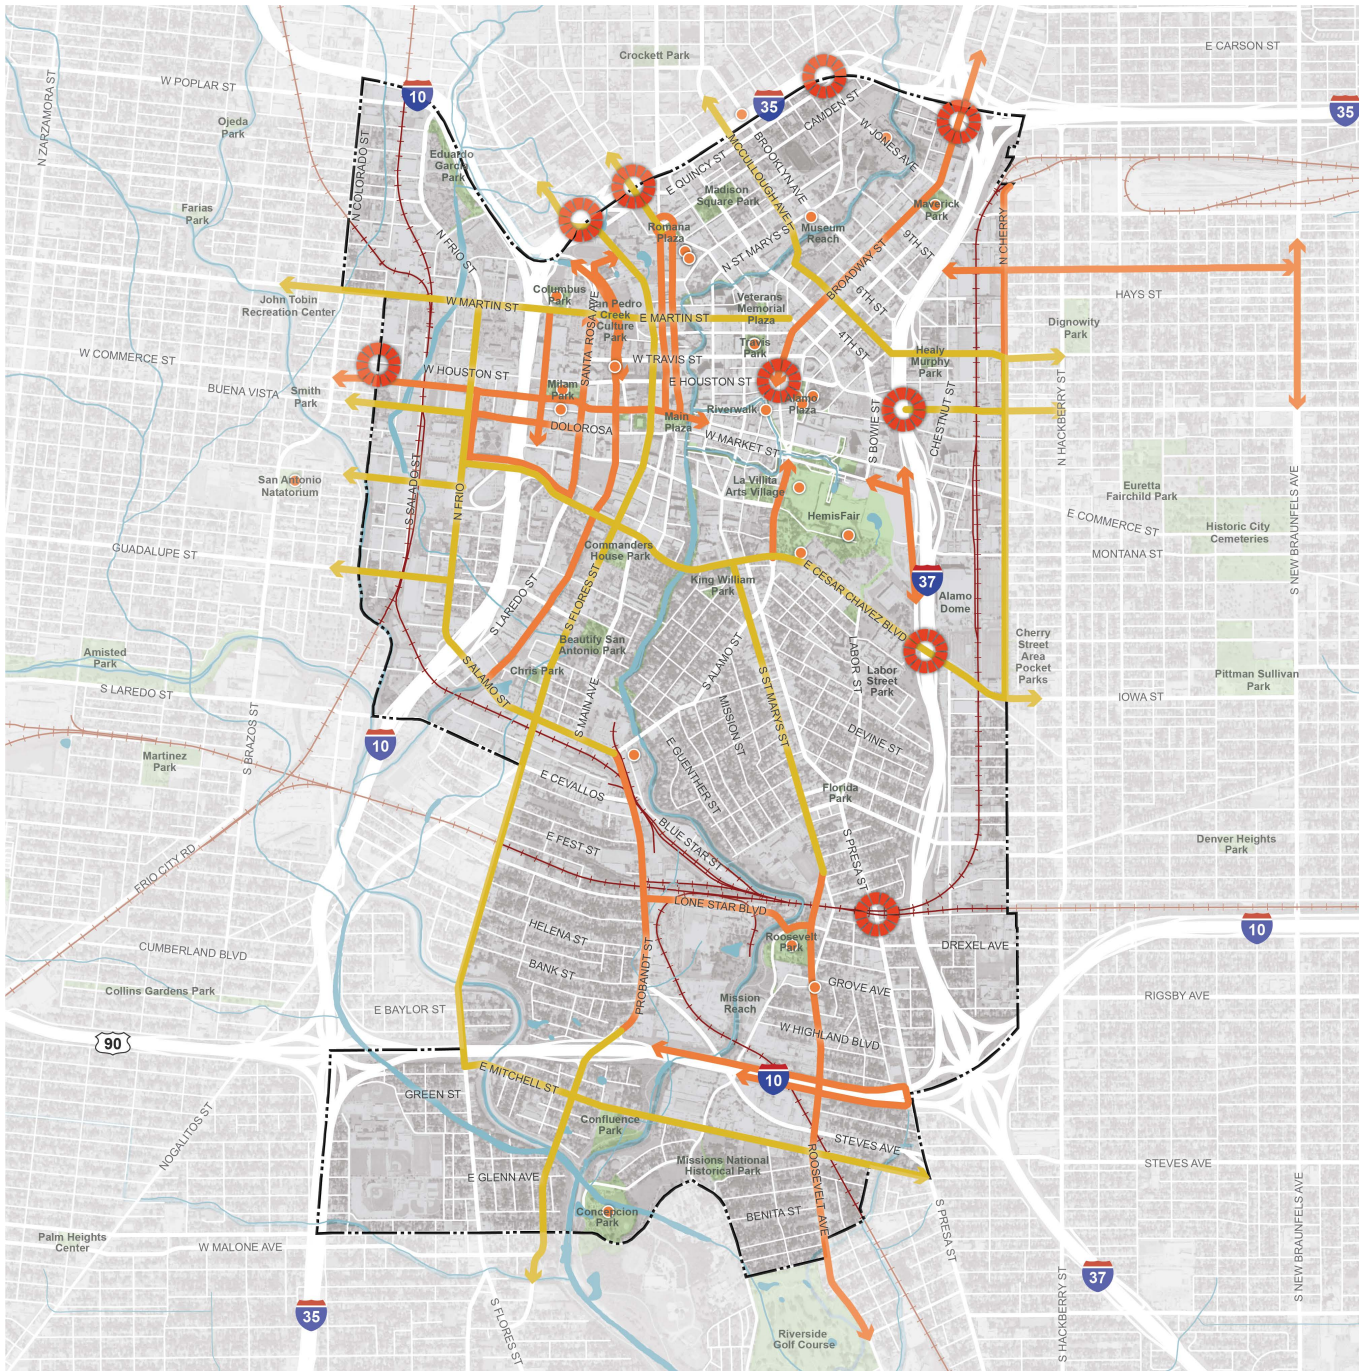 E CARSON ST
Crockett Park
W POPLAR ST
N ZARZAMORA ST
10
35
35
CAMDEN ST
Ojeda
Park
W JONES AVE
BROOKLYN AVE
MCCULLOUGH AVE
E QUINCY ST
Eduardo
Garcia
Park
N COLORADO ST
Madison
Square Park
Maverick
Park
Farias
Park
Romana
Plaza
Museum
Reach
N CHERRY
N FRIO ST
N ST MARYS S
9TH ST
BROADWAY ST
6TH ST
HAYS ST
John Tobin
Recreation Center
W MARTIN ST
Columbus
Park
SANTA ROSA AVE
San Pedro
Creek
Culture
Park
E MARTIN ST
Veterans
Memorial
Plaza
Dignowity
Park
4TH ST
Travis
Park
W COMMERCE ST
W TRAVIS ST
Healy
Murphy
Park
W HOUSTON ST
E HOUSTON ST
BUENA VISTA
Smith
Park
Milam
Park
Riverwalk
Alamo
Plaza
Main
Plaza
DOLOROSA
W MARKET ST
S BOWIE ST
CHESTNUT ST
N HACKBERRY ST
San Antonio
Natatorium
S SALADO ST
N FRIO
La Villita
Arts Village
HemisFair
Euretta
Fairchild Park
Historic City
Cemeteries
S NEW BRAUNFELS AVE
E COMMERCE ST
MONTANA ST
GUADALUPE ST
Commanders
House Park
King William
Park
E CESAR CHAVEZ BLVD
37
Alamo
Dome
S LAREDO ST
S FLORES ST
Beautify San
Antonio Park
Amisted
Park
Chris Park
S ALAMO ST
S ALAMO ST
LABOR ST
Labor
Street
Park
Cherry
Street
Area
Pocket
Parks
Pittman Sullivan
Park
S LAREDO ST
IOWA ST
S MAIN AVE
MISSION ST
S ST MARYS ST
DEVINE ST
10
Martinez
Park
S BRAZOS ST
E GUENTHER ST
E CEVALLOS
Florida
Park
FRIO CITY RD
E FEST ST
BLUE STAR ST
S PRESA ST
Denver Heights
Park
LONE STAR BLVD
HELENA ST
BANK ST
PROBANDT ST
Roosevelt
Park
DREXEL AVE
10
CUMBERLAND BLVD
Collins Gardens Park
E BAYLOR ST
Mission
Reach
GROVE AVE
RIGSBY AVE
W HIGHLAND BLVD
90
10
E MITCHELL ST
GREEN ST
NOGALITOS ST
Confluence
Park
STEVES AVE
STEVES AVE
Missions National
Historical Park
E GLENN AVE
ROOSEVELT AVE
Concepcion
Park
BENITA ST
S PRESA ST
S NEW BRAUNFELS AVE
Palm Heights
Center
W MALONE AVE
37
35
S FLORES ST
S HACKBERRY ST
Riverside
Golf Course